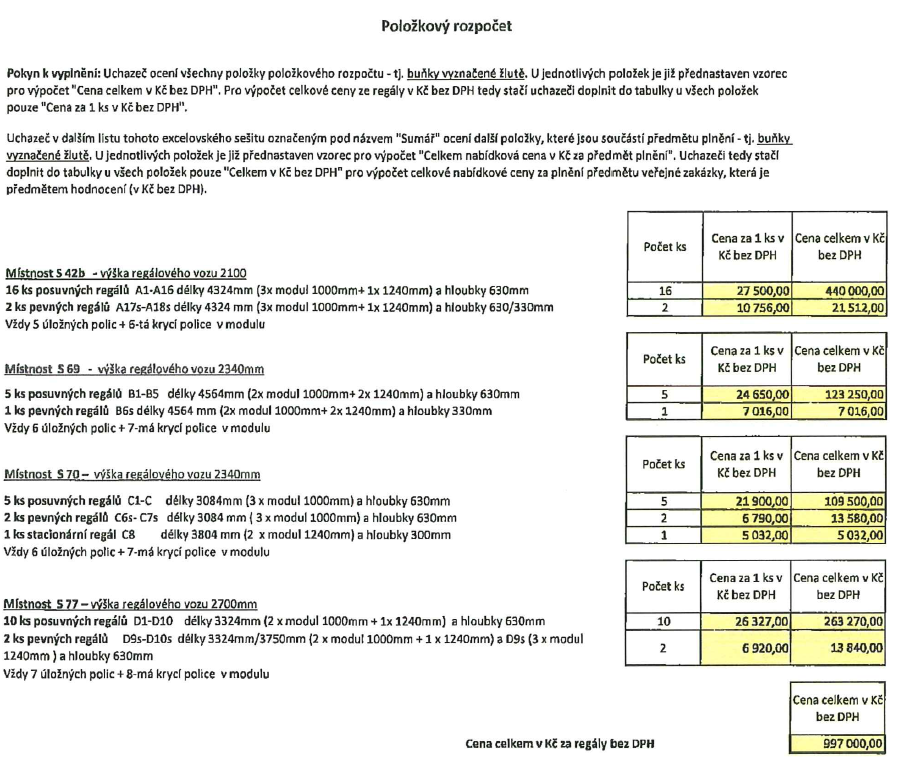 Položkový rozpočet
Pokyn k vyplnění: Uchazeč ocení všechny položky položkového rozpočtu - tj. buňky vyznačené žlutě. U jednotlivých položek je již přednastaven vzorec
pro výpočet "Cena celkem v Kč bez DPH". Pro výpočet celkové ceny ze regály v Kč bez DPH tedy stačí uchazeči doplnit do tabulky u všech položek
pouze "Cena za 1 ks v Kč bez DPH".
Uchazeč v dalším listu tohoto excelovského sešitu označeným pod názvem "Sumář" ocení další položky, které jsou součástí předmětu plnění - tj. buňky
vyznačené žlutě. U jednotlivých položek je již přednastaven vzorec pro výpočet "Celkem nabídková cena v Kč za předmět plnění". Uchazeči tedy stačí
doplnit do tabulky u všech položek pouze "Celkem v Kč bez DPH" pro výpočet celkové nabídkové ceny za plnění předmětu veřejné zakázky, která je
předmětem hodnocení (v Kč bez DPH).
Počet ks Cena za 1 ks v Kč bez DPH Cena celkem v Kč bez DPH
Místnost S 42b - výška regálového vozu 2100
16 ks posuvných regálů A1-A16 délky 4324mm (3x modul 1000mm+ 1x 1240mm) a hloubky 630mm 16 27 500,00 440 000,00
2 ks pevných regálů A17s-A18s délky 4324 mm (3x modul 1000mm+ 1x 1240mm) a hloubky 630/330mm 2 10 756,00 21 512,00
Vždy 5 úložných polic + 6-tá krycí police v modulu
Počet ks Cena za 1 ks v Kč bez DPH Cena celkem v Kč bez DPH
Místnost S 69 - výška regálového vozu 2340mm
5 ks posuvných regálů B1-B5 délky 4564mm (2x modul 1000mm+ 2x 1240mm) a hloubky 630mm 5 24 650,00 123 250,00
1 ks pevných regálů B6s délky 4564 mm (2x modul 1000mm+ 2x 1240mm) a hloubky 330mm 1 7 016,00 7 016,00
Vždy 6 úložných polic + 7-má krycí police v modulu
Počet ks Cena za 1 ks v Kč bez DPH Cena celkem v Kč bez DPH
Místnost S 70 – výška regálového vozu 2340mm
5 ks posuvných regálů C1-C délky 3084mm (3 x modul 1000mm) a hloubky 630mm 5 21 900,00 109 500,00
2 ks pevných regálů C6s- C7s délky 3084 mm ( 3 x modul 1000mm) a hloubky 630mm 2 6 790,00 13 580,00
1 ks stacionární regál C8 délky 3804 mm (2 x modul 1240mm) a hloubky 300mm 1 5 032,00 5 032,00
Vždy 6 úložných polic + 7-má krycí police v modulu
Počet ks Cena za 1 ks v Kč bez DPH Cena celkem v Kč bez DPH
Místnost S 77 – výška regálového vozu 2700mm
10 ks posuvných regálů D1-D10 délky 3324mm (2 x modul 1000mm + 1x 1240mm) a hloubky 630mm 10 26 327,00 263 270,00
2 ks pevných regálů D9s-D10s délky 3324mm/3750mm (2 x modul 1000mm + 1 x 1240mm) a D9s (3 x modul
1240mm ) a hloubky 630mm 2 6 920,00 13 840,00
Vždy 7 úložných polic + 8-má krycí police v modulu
Cena celkem v Kč bez DPH
Cena celkem v Kč za regály bez DPH 997 000,00